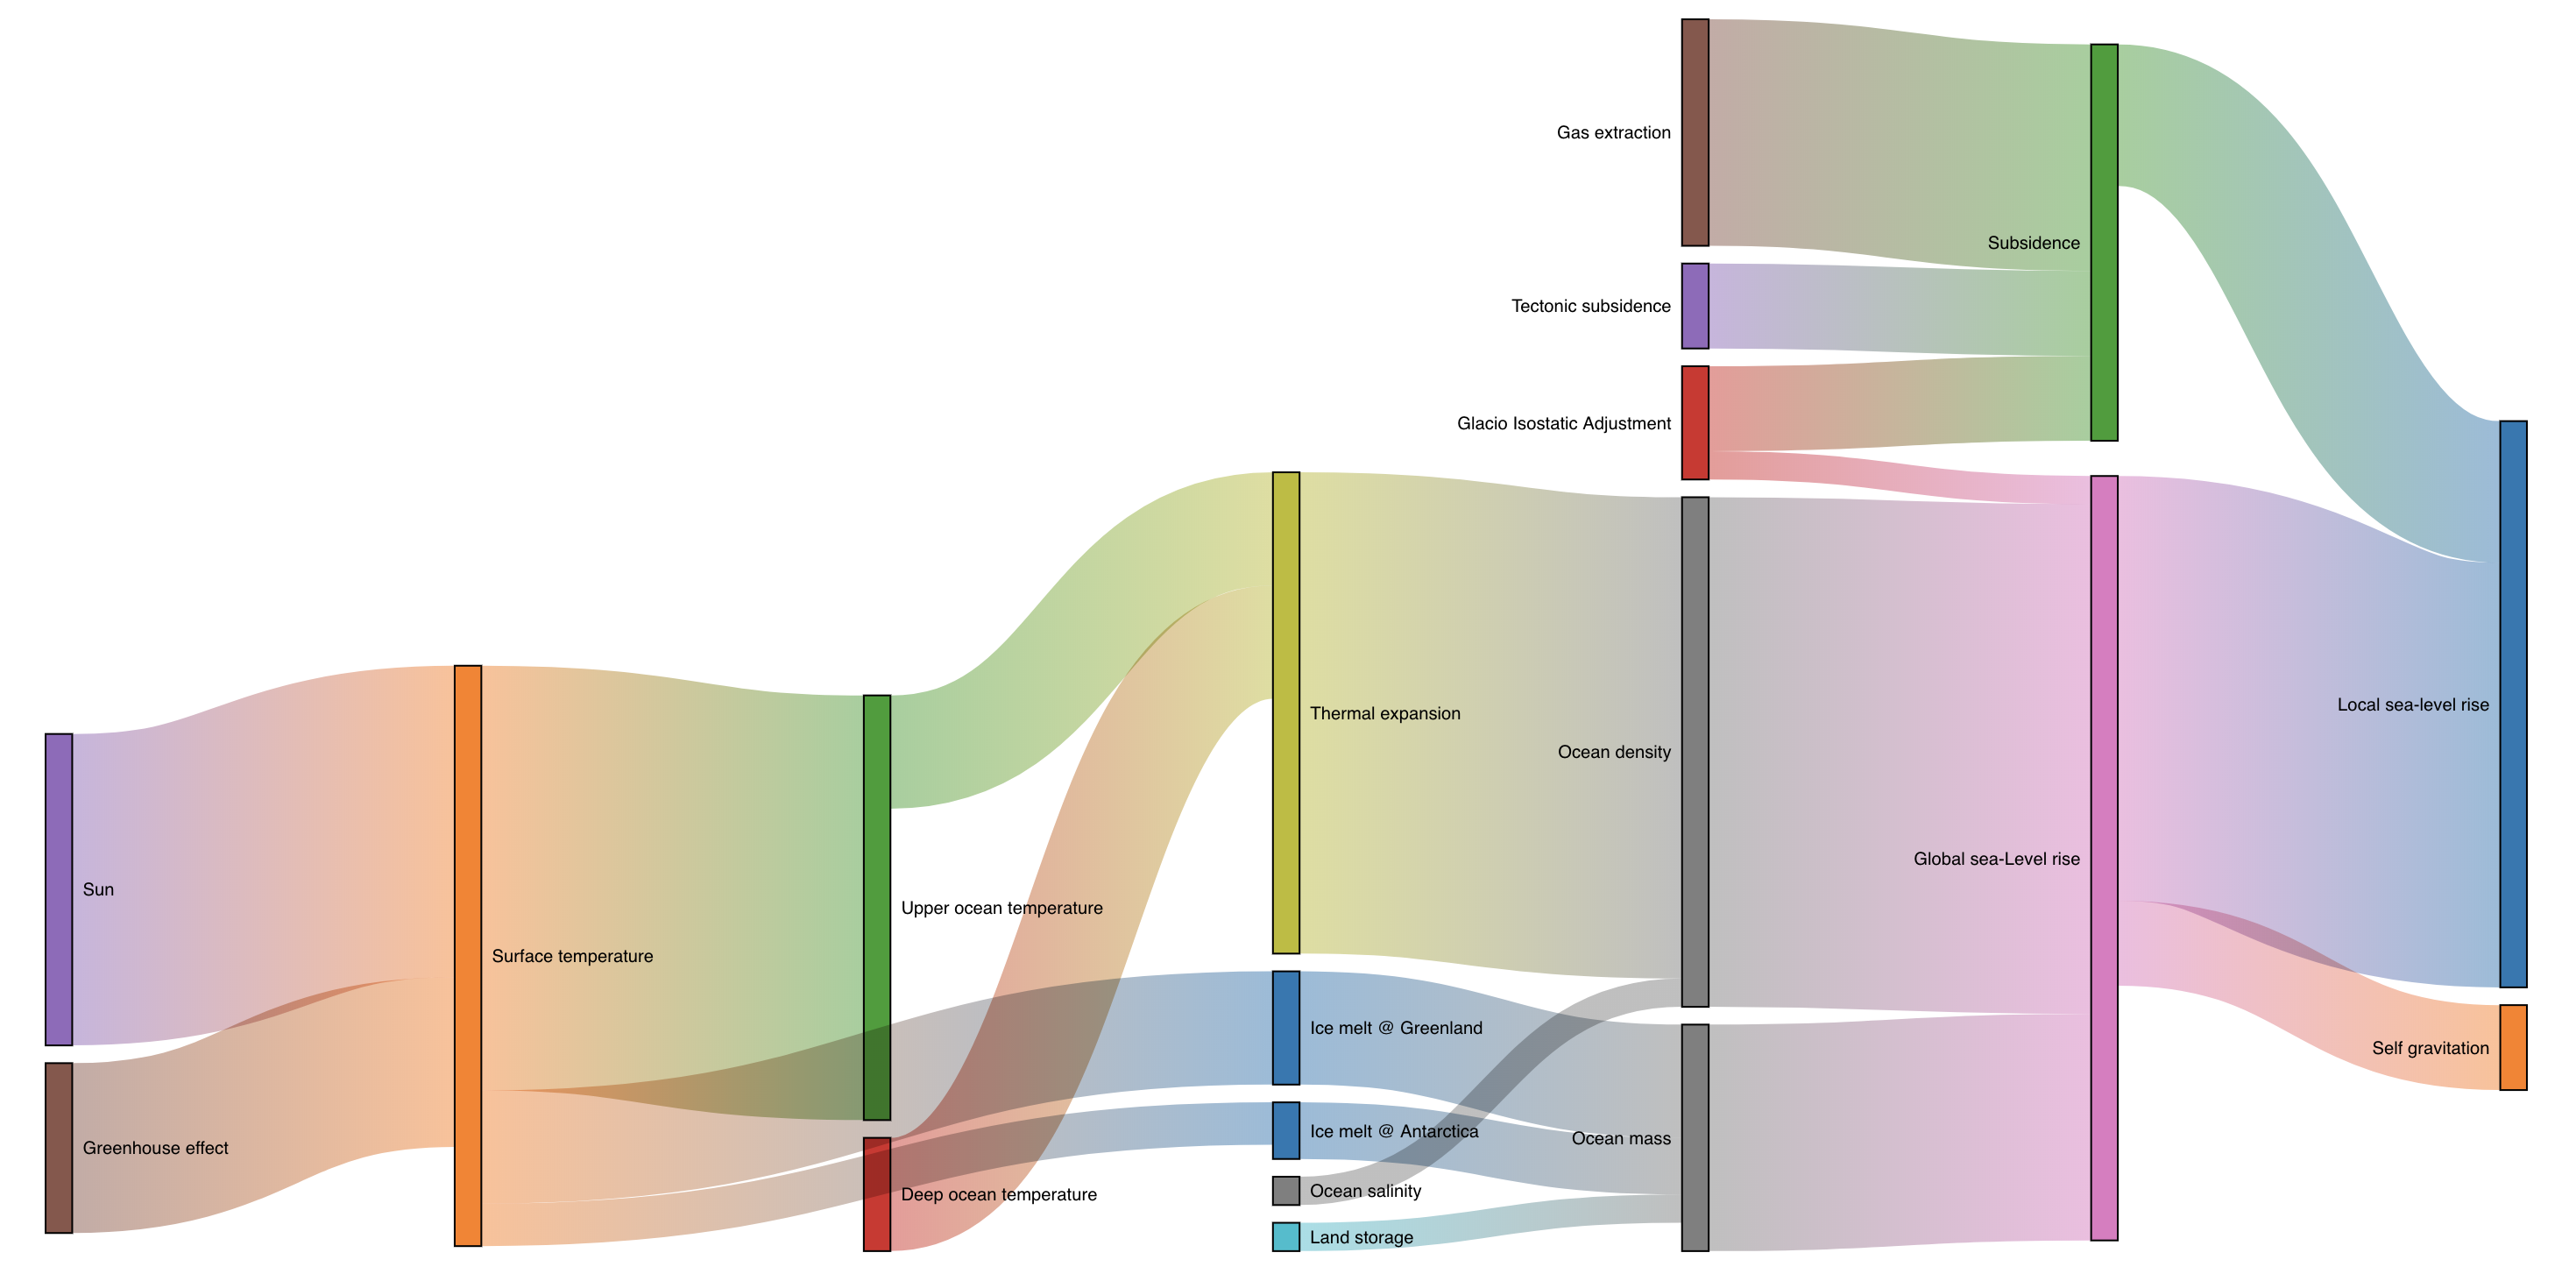 Gas extraction
Subsidence
Tectonic subsidence
Glacio Isostatic Adjustment
Local sea-level rise
Thermal expansion
Ocean density
Global sea-Level rise
Sun
Upper ocean temperature
Surface temperature
Ice melt @ Greenland
Self gravitation
Ice melt @ Antarctica
Ocean mass
Greenhouse effect
Ocean salinity
Deep ocean temperature
Land storage